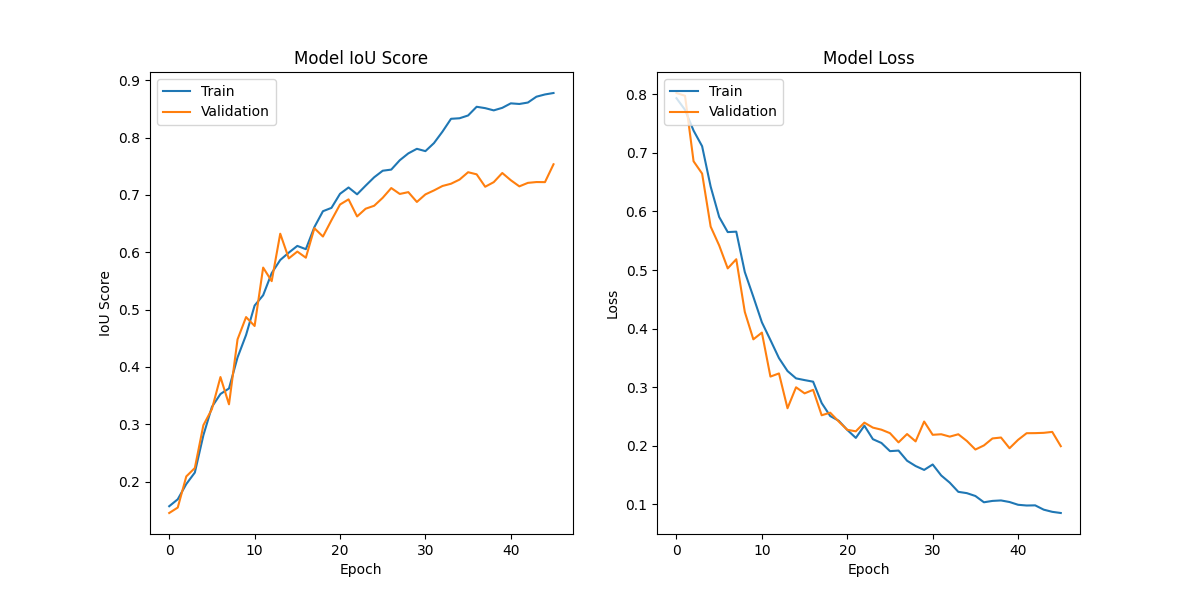 Model IoU Score
Train
Validation
0.9
0.8
0.7
0.6
0.5
0.4
0.3
0.2
IoU Score
0 10 20 30 40
Epoch
Model Loss
Train
Validation
0.8
0.7
0.6
0.5
0.4
0.3
0.2
0.1
Loss
0 10 20 30 40
Epoch